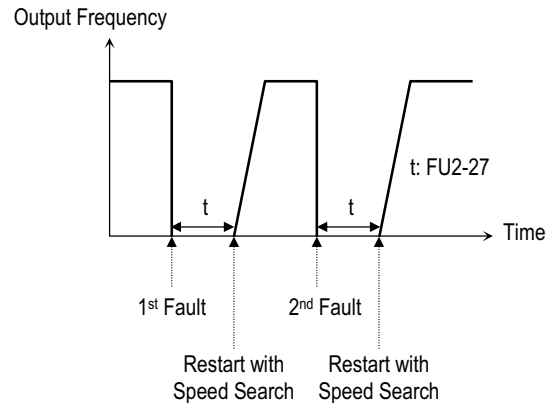 Output Frequency
t: FU2-27
t
t
Time
1st Fault
2nd Fault
Restart with
Speed Search
Restart with
Speed Search